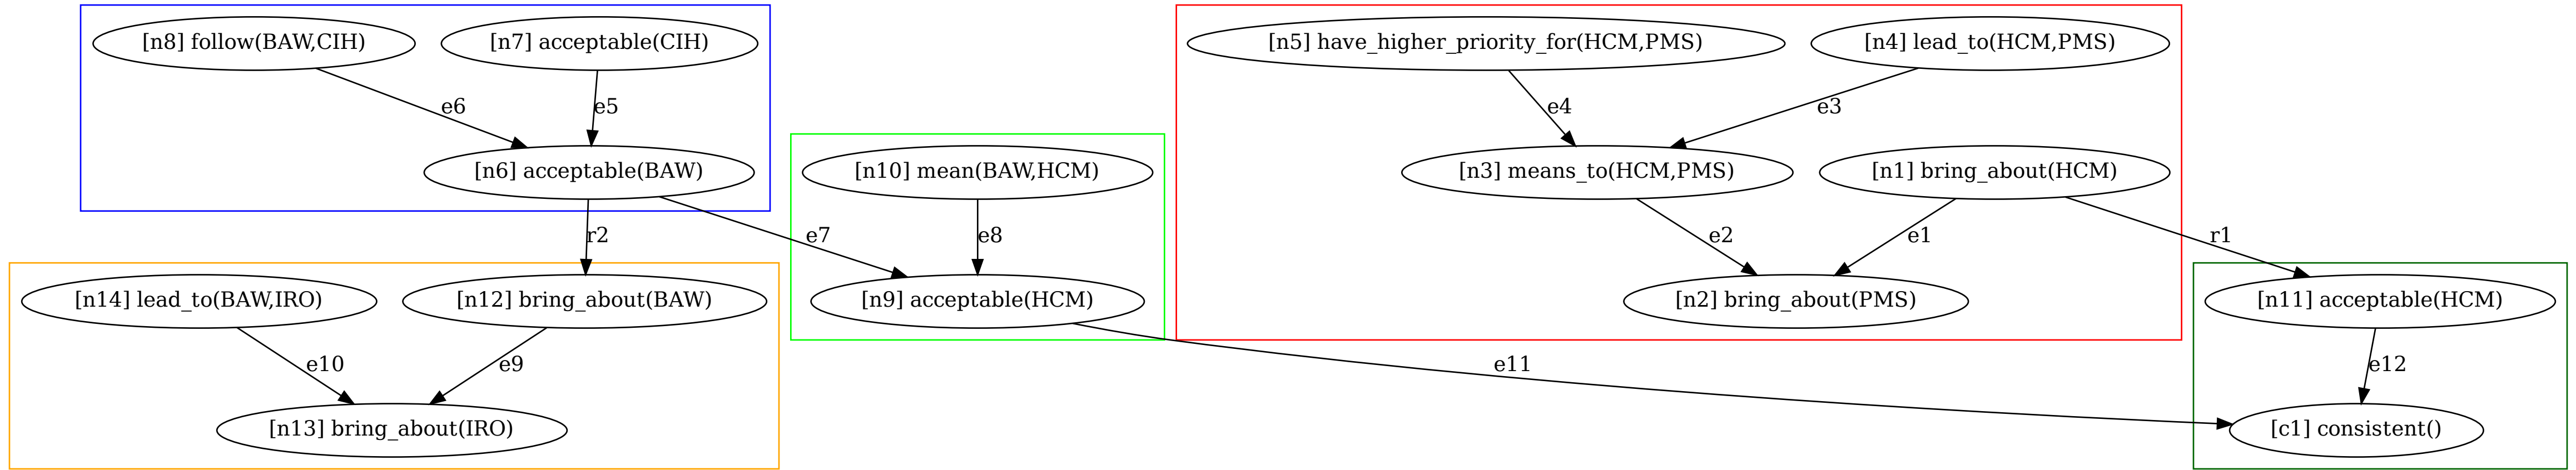 [n8] follow(BAW,CIH)
[n7] acceptable(CIH)
[n5] have_higher_priority_for(HCM,PMS)
[n4] lead_to(HCM,PMS)
e6
e5
e4
e3
[n6] acceptable(BAW)
[n10] mean(BAW,HCM)
[n3] means_to(HCM,PMS)
[n1] bring_about(HCM)
r2
e7
e8
e2
e1
r1
[n14] lead_to(BAW,IRO)
[n12] bring_about(BAW)
[n9] acceptable(HCM)
[n2] bring_about(PMS)
[n11] acceptable(HCM)
e10
e9
e11
e12
[n13] bring_about(IRO)
[c1] consistent()